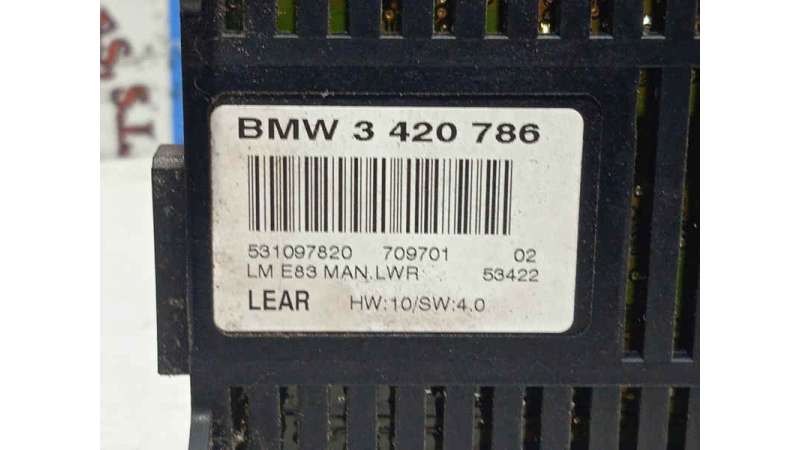 BMW 3 420 786
531097820 709701 02
LM E83 MAN.LWR 53422
LEAR HW:10/SW:4.0